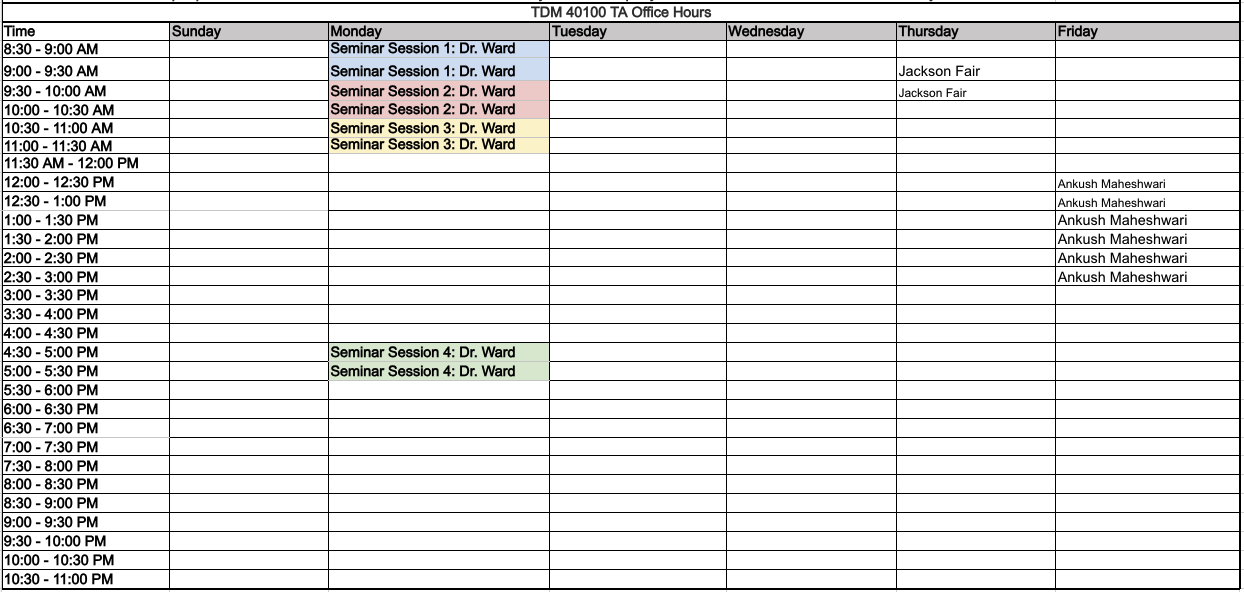 TDM 40100 TA Office Hours
Time Sunday Monday Tuesday Wednesday Thursday Friday
8:30 - 9:00 AM Seminar Session 1: Dr. Ward
9:00 - 9:30 AM Seminar Session 1: Dr. Ward Jackson Fair
9:30 - 10:00 AM Seminar Session 2: Dr. Ward Jackson Fair
10:00 - 10:30 AM Seminar Session 2: Dr. Ward
10:30 - 11:00 AM Seminar Session 3: Dr. Ward
11:00 - 11:30 AM Seminar Session 3: Dr. Ward
11:30 AM - 12:00 PM
12:00 - 12:30 PM Ankush Maheshwari
12:30 - 1:00 PM Ankush Maheshwari
1:00 - 1:30 PM Ankush Maheshwari
1:30 - 2:00 PM Ankush Maheshwari
2:00 - 2:30 PM Ankush Maheshwari
2:30 - 3:00 PM Ankush Maheshwari
3:00 - 3:30 PM
3:30 - 4:00 PM
4:00 - 4:30 PM
4:30 - 5:00 PM Seminar Session 4: Dr. Ward
5:00 - 5:30 PM Seminar Session 4: Dr. Ward
5:30 - 6:00 PM
6:00 - 6:30 PM
6:30 - 7:00 PM
7:00 - 7:30 PM
7:30 - 8:00 PM
8:00 - 8:30 PM
8:30 - 9:00 PM
9:00 - 9:30 PM
9:30 - 10:00 PM
10:00 - 10:30 PM
10:30 - 11:00 PM